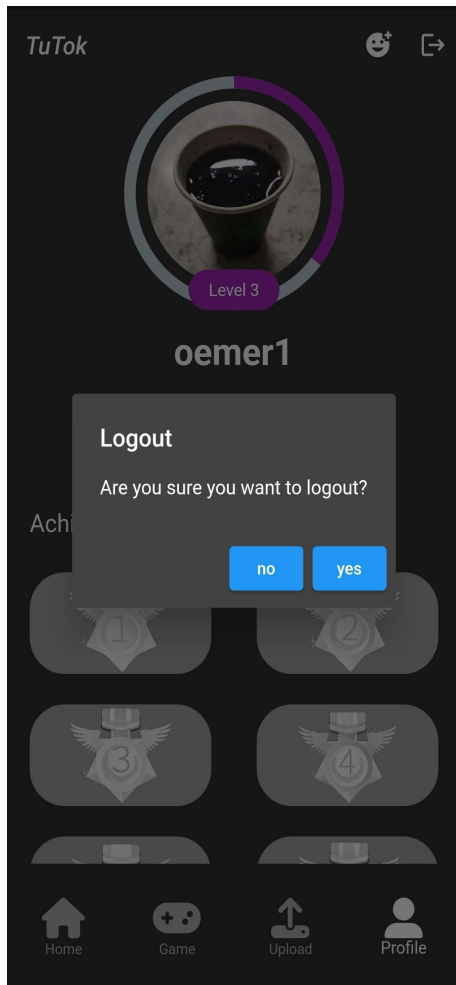 TuTok
Level 3
oemer1
Logout
Are you sure you want to logout?
Achi
no
yes
1
2
3
4
Home
Game
Upload
Profile